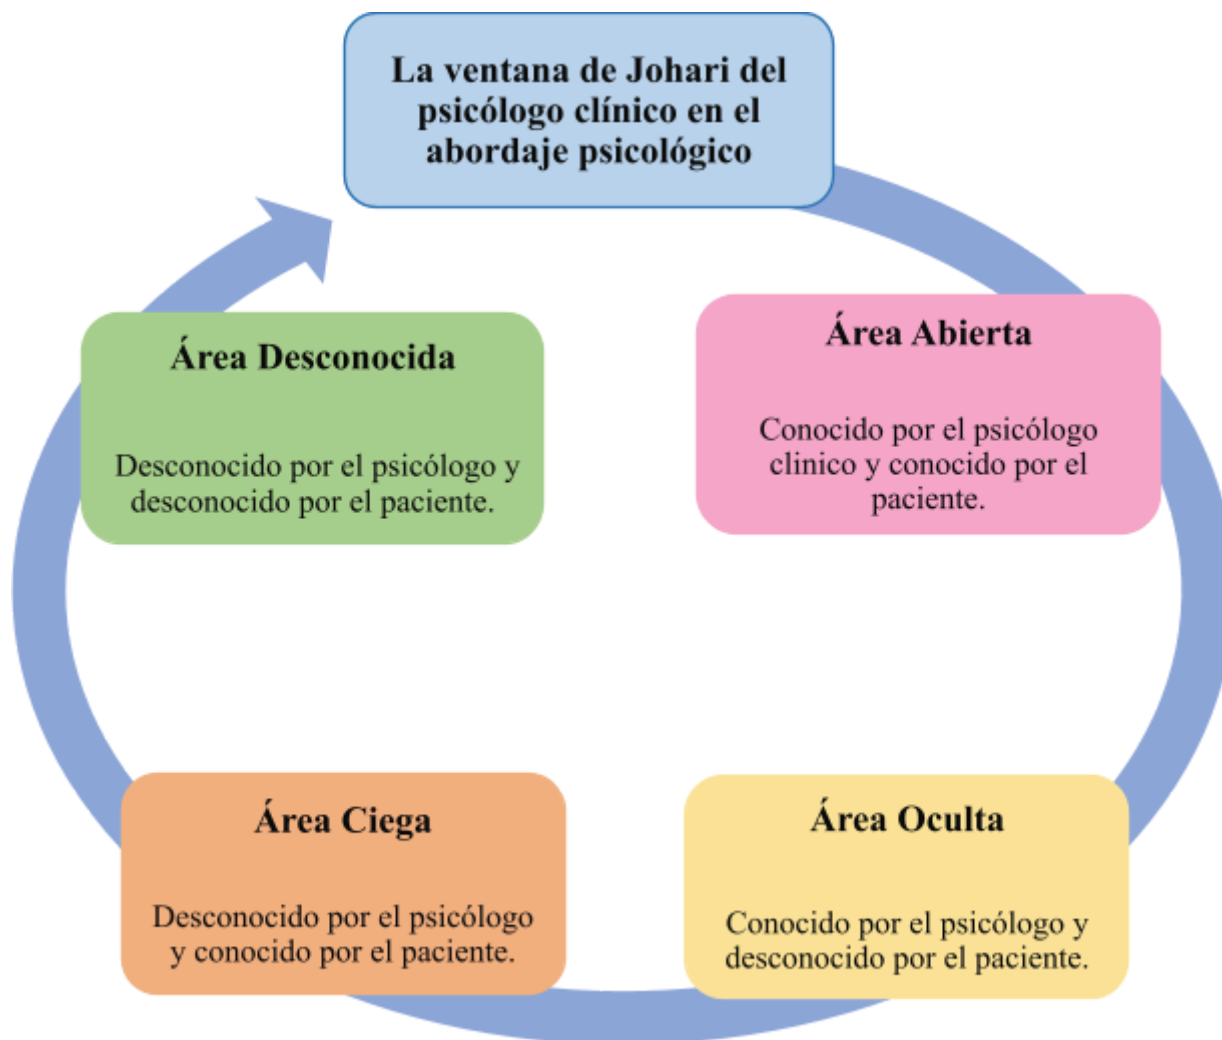 La ventana de Johari del
psicólogo clínico en el
abordaje psicológico
Área Abierta
Conocido por el psicólogo
clinico y conocido por el
paciente.
Área Oculta
Conocido por el psicólogo y
desconocido por el paciente.
Área Ciega
Desconocido por el psicólogo
y conocido por el paciente.
Área Desconocida
Desconocido por el psicólogo y
desconocido por el paciente.